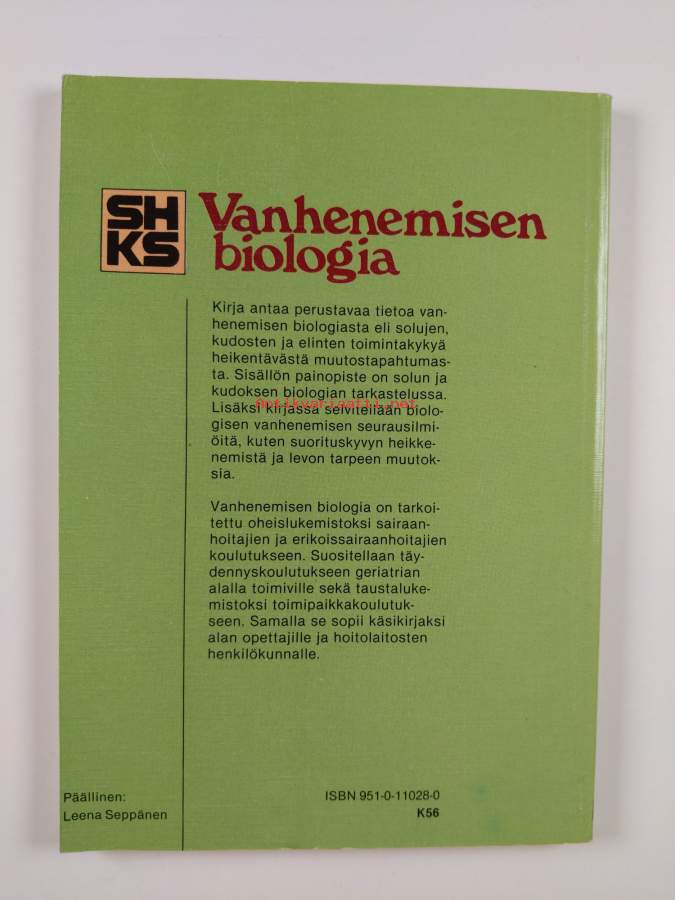 SH
KS
Vanhenemisen
biologia
Kirja antaa perustavaa tietoa van-
henemisen biologiasta eli solujen,
kudosten ja elinten toimintakykyä
heikentävästä muutostapahtumas-
ta. Sisällön painopiste on solun ja
kudoksen biologian tarkastelussa.
Antikvariaatti.net
Lisäksi kirjassa selvitellään biolo-
gisen vanhenemisen seurausilmi-
öitä, kuten suorituskyvyn heikke-
nemistä ja levon tarpeen muutok-
sia.
Vanhenemisen biologia on tarkoi-
tettu oheislukemistoksi sairaan-
hoitajien ja erikoissairaanhoitajien
koulutukseen. Suositellaan täy-
dennyskoulutukseen geriatrian
alalla toimiville sekä taustaluke-
mistoksi toimipaikkakoulutuk-
seen. Samalla se sopii käsikirjaksi
alan opettajille ja hoitolaitosten
henkilökunnalle.
Päällinen:
Leena Seppänen
ISBN 951-0-11028-0
K56